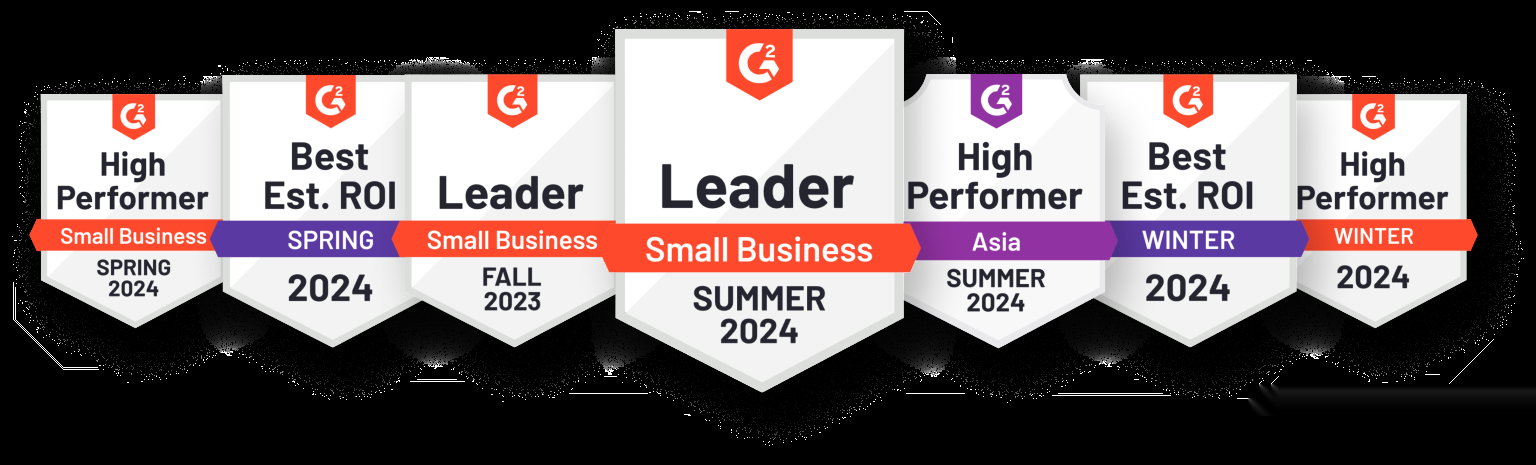 G2
High
Performer
Small Business
SPRING
2024
G2
Best
Est. ROI
SPRING
2024
G2
Leader
Small Business
FALL
2023
G2
Leader
Small Business
SUMMER
2024
G2
High
Performer
Asia
SUMMER
2024
G2
Best
Est. ROI
WINTER
2024
G2
High
Performer
WINTER
2024